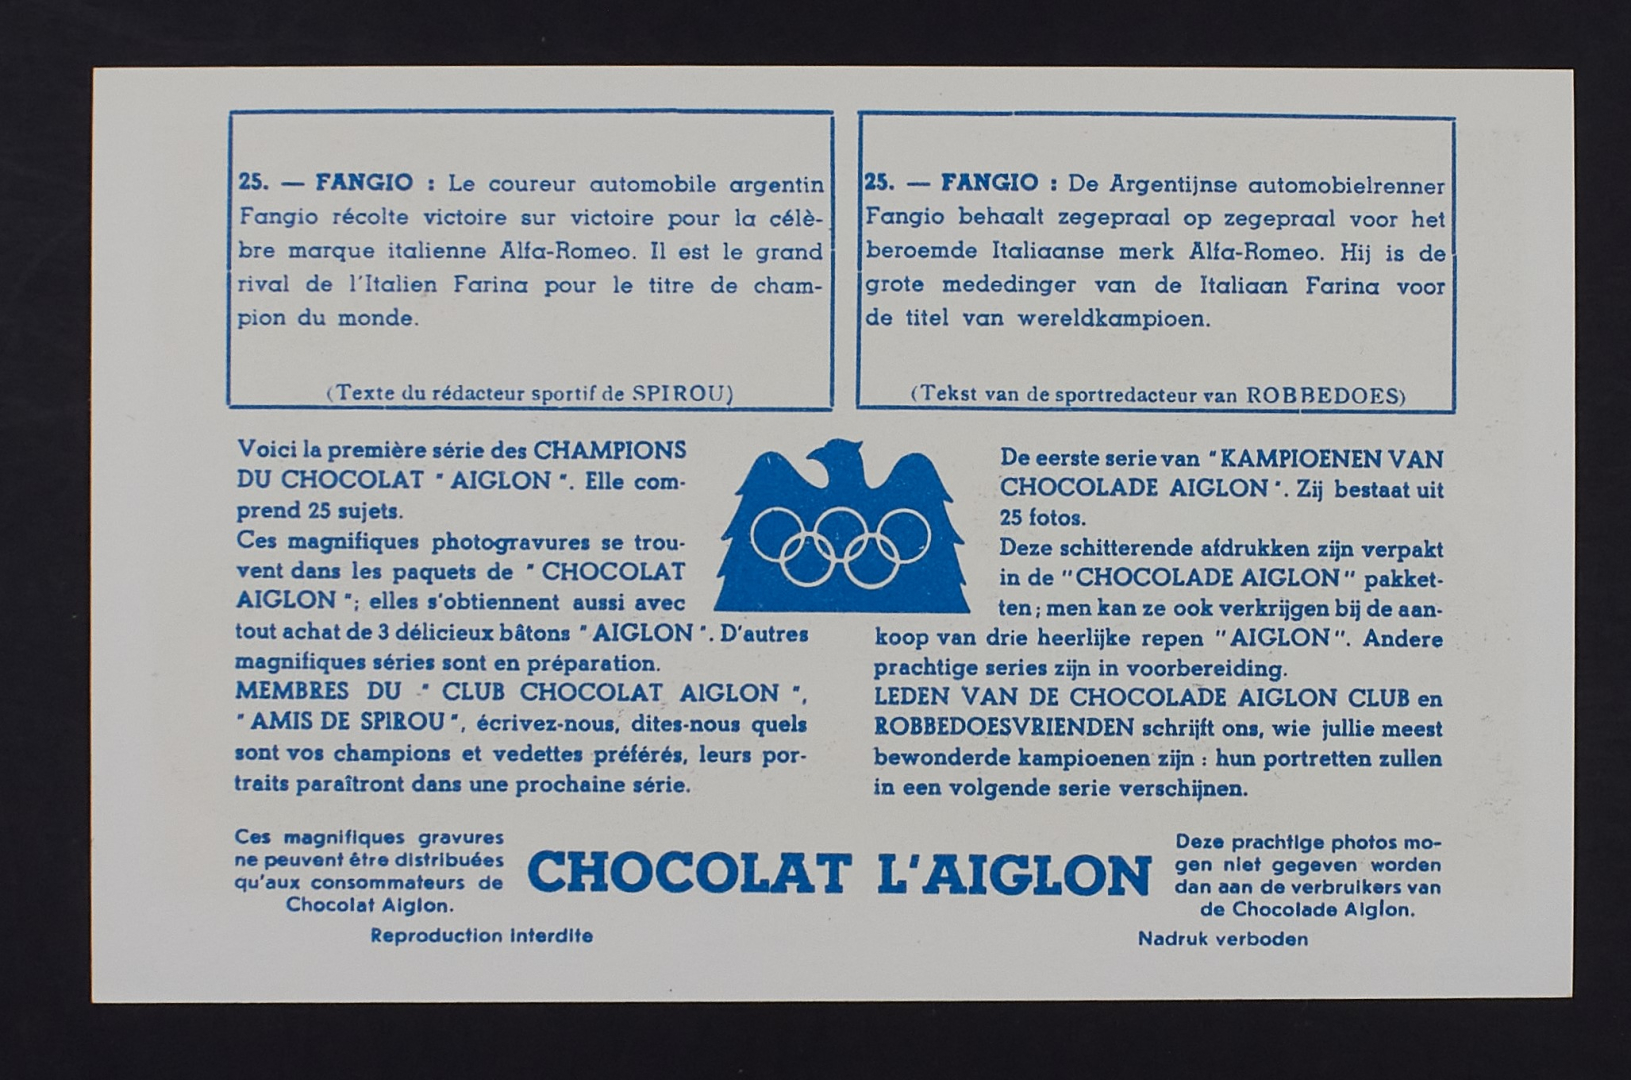 25. — FANGIO : Le coureur automobile argentin
Fangio récolte victoire sur victoire pour la célè-
bre marque italienne Alfa-Romeo. Il est le grand
rival de l'Italien Farina pour le titre de cham-
pion du monde.
(Texte du rédacteur sportif de SPIROU)
25. — FANGIO : De Argentijnse automobielrenner
Fangio behaalt zegepraal op zegepraal voor het
beroemde Italiaanse merk Alfa-Romeo. Hij is de
grote mededinger van de Italiaan Farina voor
de titel van wereldkampioen.
(Tekst van de sportredacteur van ROBBEDOES)
Voici la première série des CHAMPIONS
DU CHOCOLAT " AIGLON ". Elle com-
prend 25 sujets.
Ces magnifiques photogravures se trou-
vent dans les paquets de " CHOCOLAT
AIGLON "; elles s'obtiennent aussi avec
tout achat de 3 délicieux bâtons " AIGLON ". D'autres
magnifiques séries sont en préparation.
MEMBRES DU " CLUB CHOCOLAT AIGLON ",
" AMIS DE SPIROU ", écrivez-nous, dites-nous quels
sont vos champions et vedettes préférés, leurs por-
traits paraîtront dans une prochaine série.
De eerste serie van " KAMPIOENEN VAN
CHOCOLADE AIGLON ". Zij bestaat uit
25 fotos.
Deze schitterende afdrukken zijn verpakt
in de "CHOCOLADE AIGLON" pakket-
ten; men kan ze ook verkrijgen bij de aan-
koop van drie heerlijke repen "AIGLON". Andere
prachtige series zijn in voorbereiding.
LEDEN VAN DE CHOCOLADE AIGLON CLUB en
ROBBEDOESVRIENDEN schrijft ons, wie jullie meest
bewonderde kampioenen zijn : hun portretten zullen
in een volgende serie verschijnen.
Ces magnifiques gravures
ne peuvent être distribuées
qu'aux consommateurs de
Chocolat Aiglon.
Reproduction interdite
CHOCOLAT L'AIGLON
Deze prachtige photos mo-
gen niet gegeven worden
dan aan de verbruikers van
de Chocolade Aiglon.
Nadruk verboden